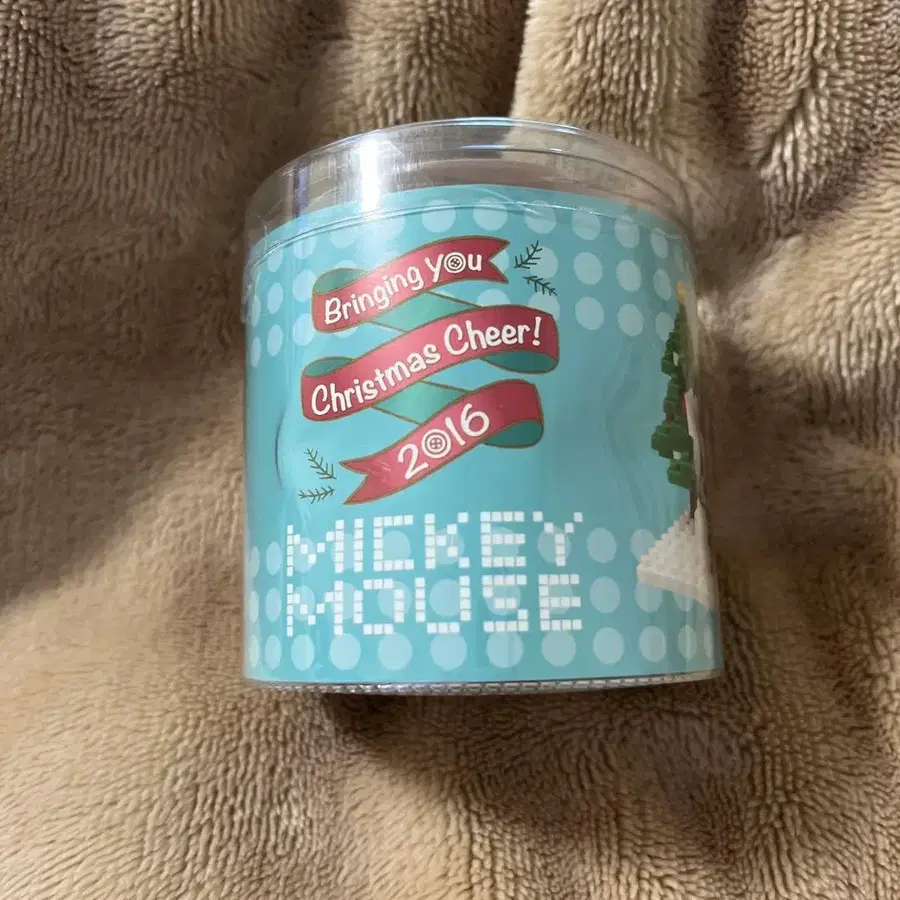 Bringing you
Christmas Cheer!
2016
MICKEY
MOUSE